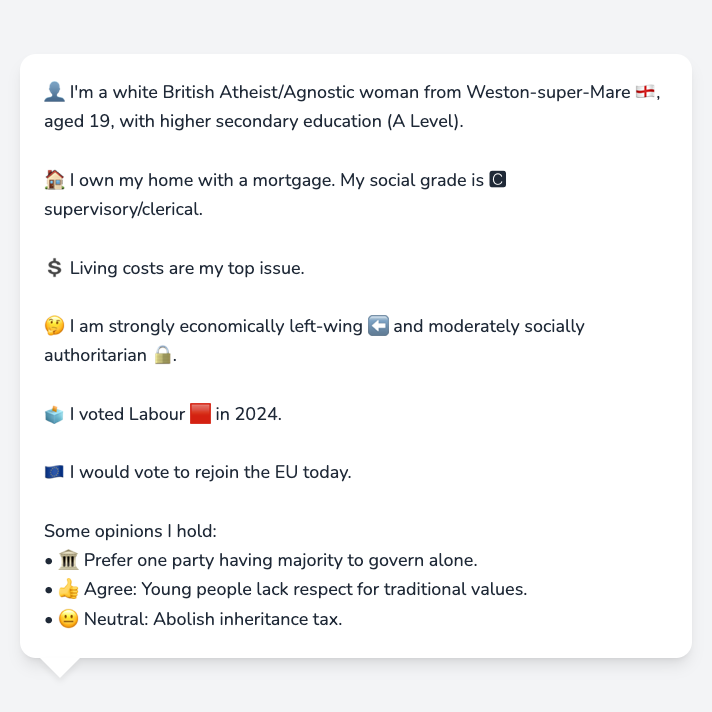 👤 I'm a white British Atheist/Agnostic woman from Weston-super-Mare 🏴󠁧󠁢󠁥󠁮󠁧󠁿,
aged 19, with higher secondary education (A Level).
🏠 I own my home with a mortgage. My social grade is 🅲
supervisory/clerical.
💲 Living costs are my top issue.
🤔 I am strongly economically left-wing ⬅️ and moderately socially
authoritarian 🔒.
🗳️ I voted Labour 🟥 in 2024.
🇪🇺 I would vote to rejoin the EU today.
Some opinions I hold:
• 🏛️ Prefer one party having majority to govern alone.
• 👍 Agree: Young people lack respect for traditional values.
• 😐 Neutral: Abolish inheritance tax.